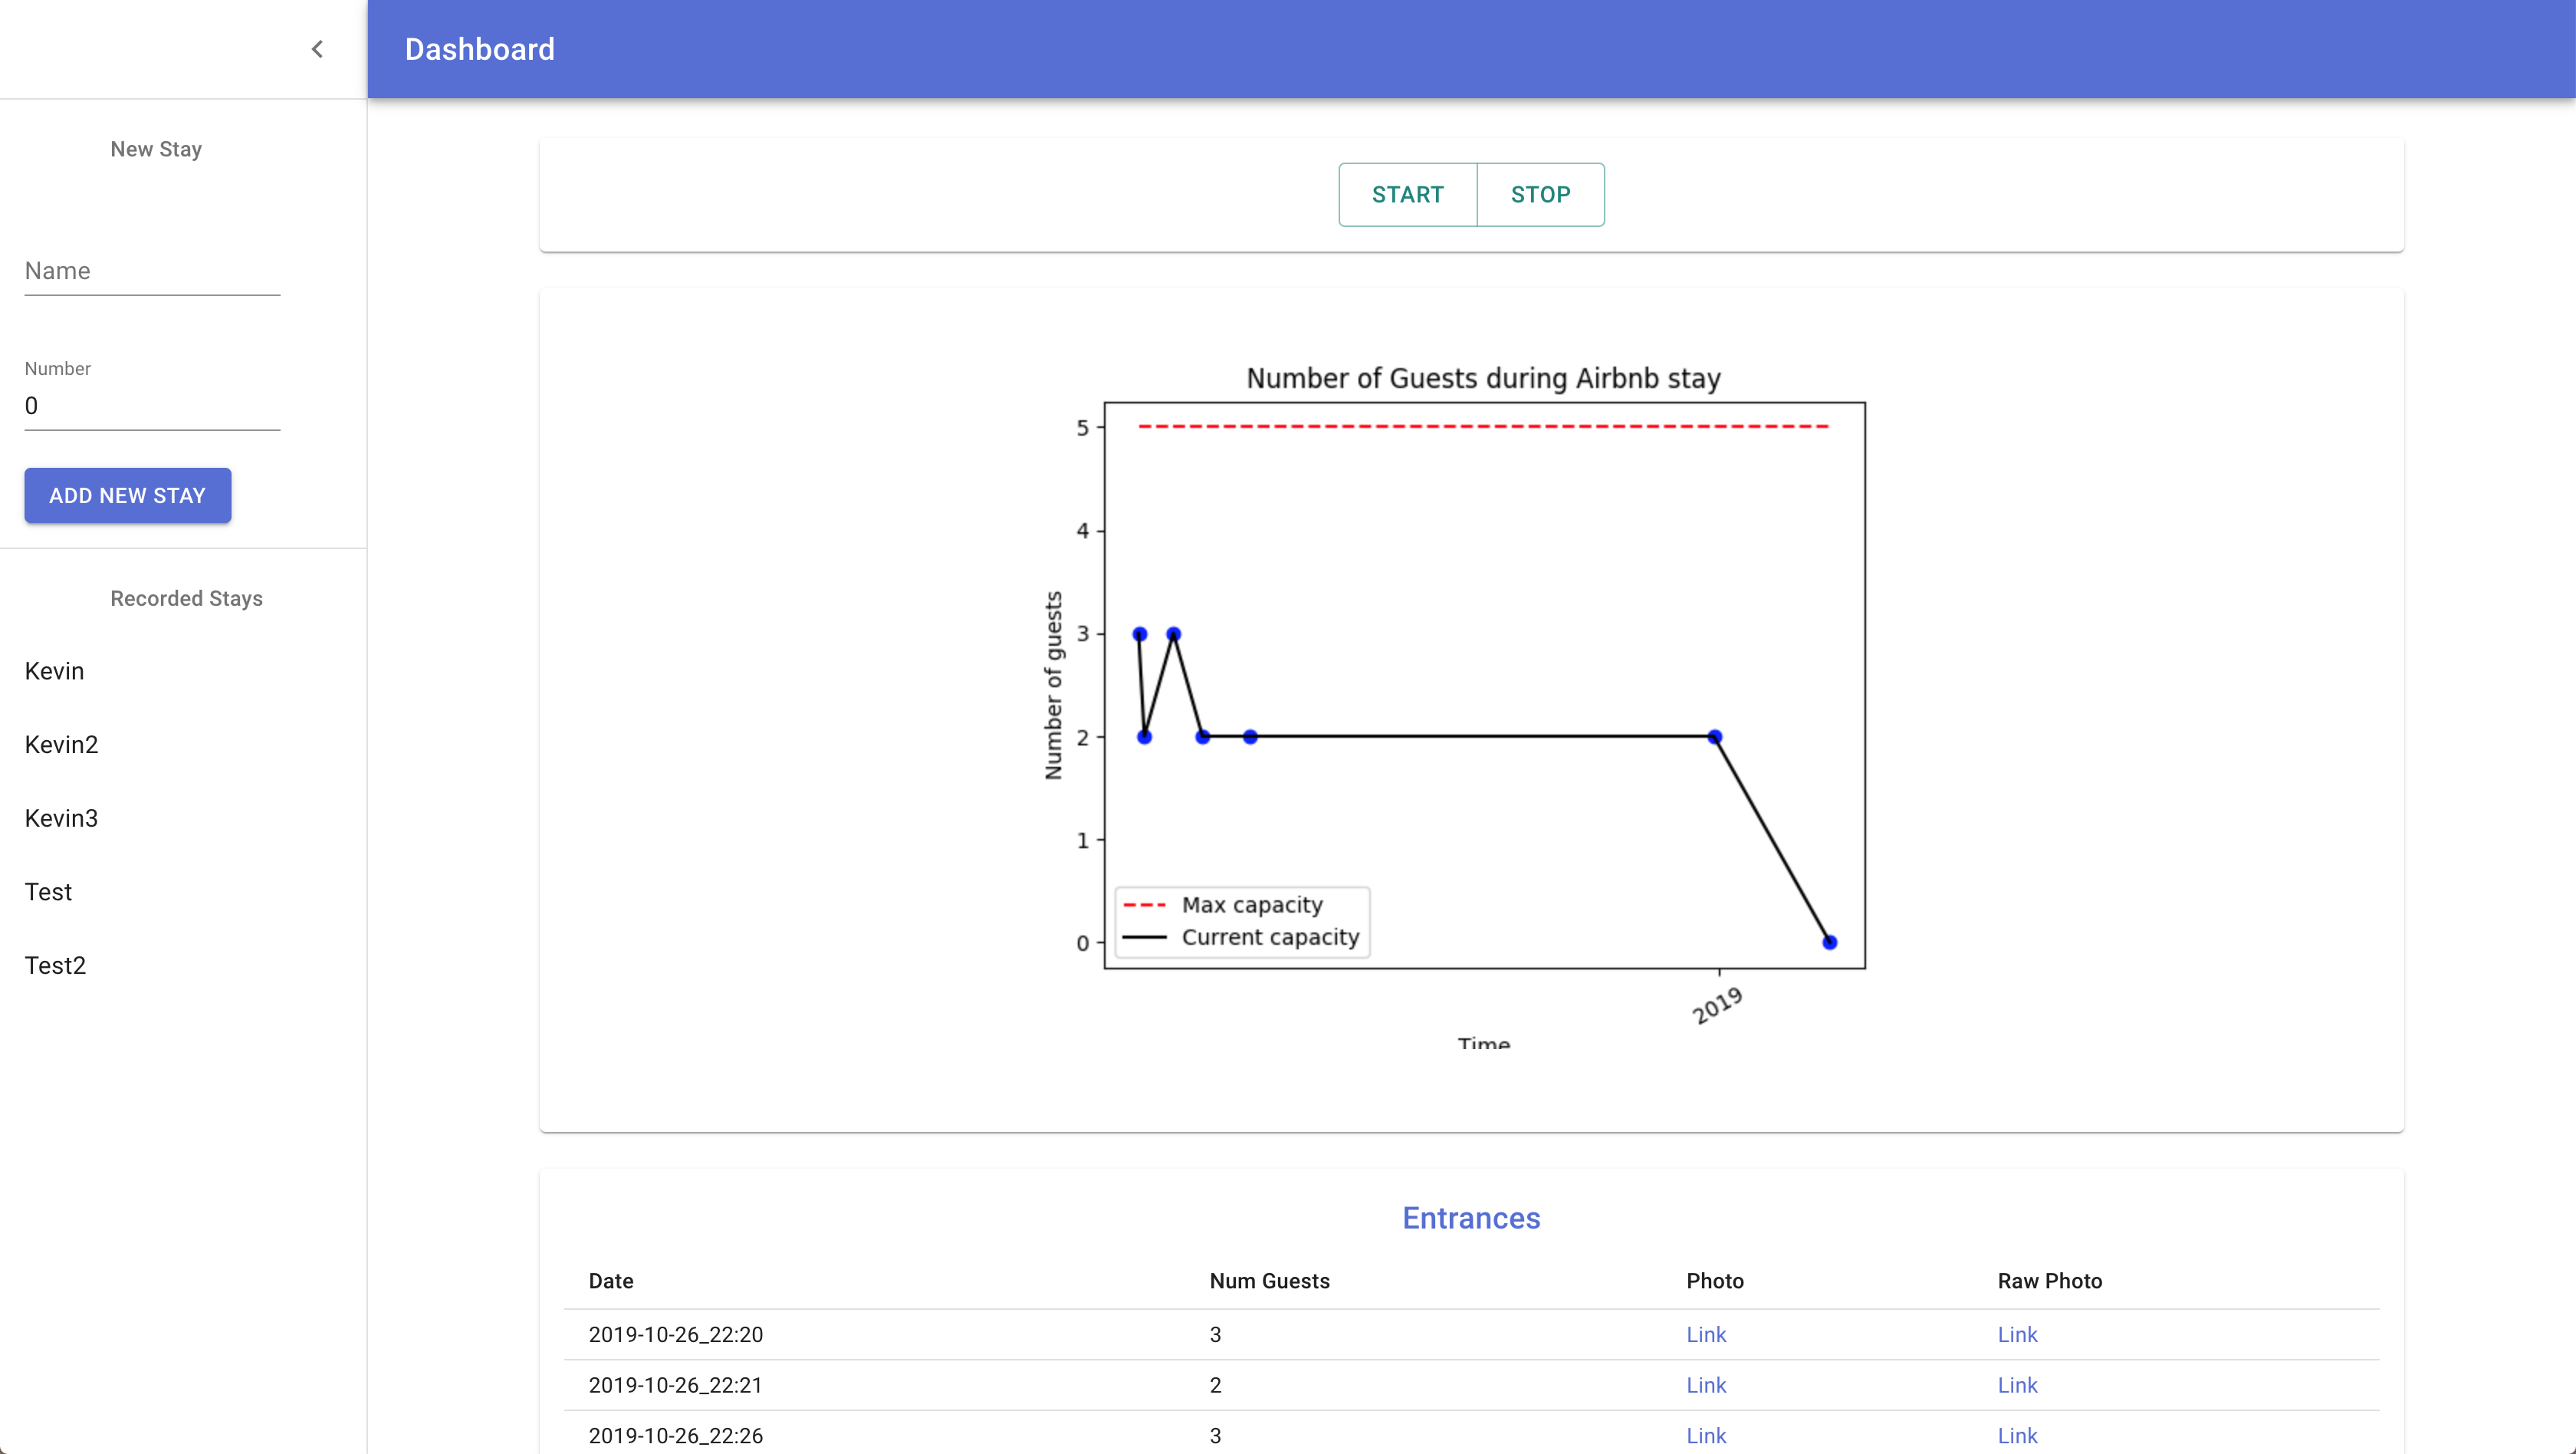 Dashboard
New Stay
Name
Number
0
ADD NEW STAY
Recorded Stays
Kevin
Kevin2
Kevin3
Test
Test2
START STOP
Number of Guests during Airbnb stay
Number of guests
5
4
3
2
1
0
Max capacity
Current capacity
2019
Time
Entrances
Date Num Guests Photo Raw Photo
2019-10-26_22:20 3 Link Link
2019-10-26_22:21 2 Link Link
2019-10-26_22:26 3 Link Link